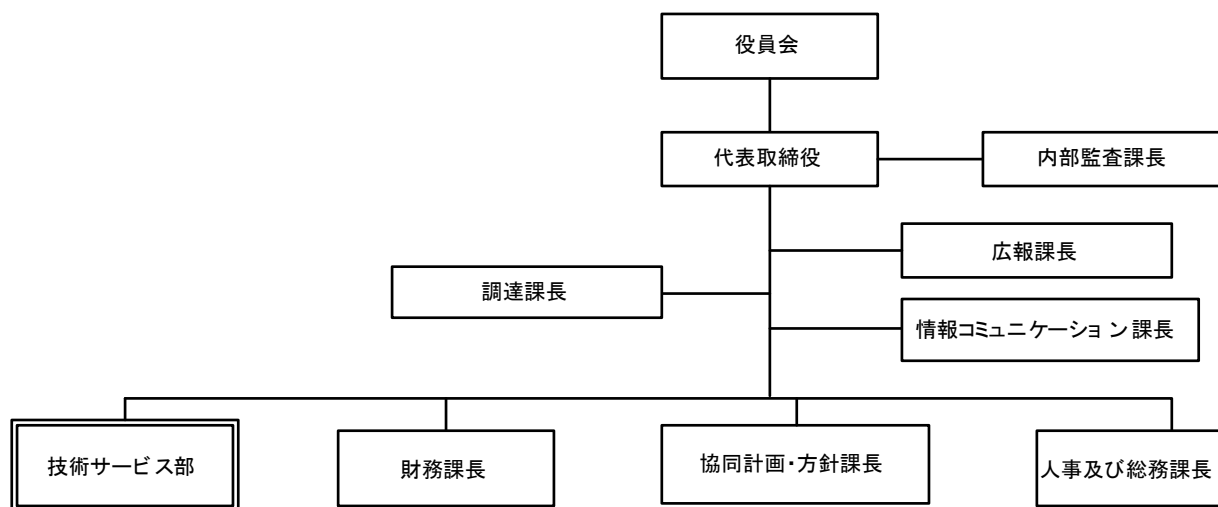 役員会
代表取締役
内部監査課長
広報課長
調達課長
情報コミュニケーション課長
技術サービス部
財務課長
協同計画・方針課長
人事及び総務課長